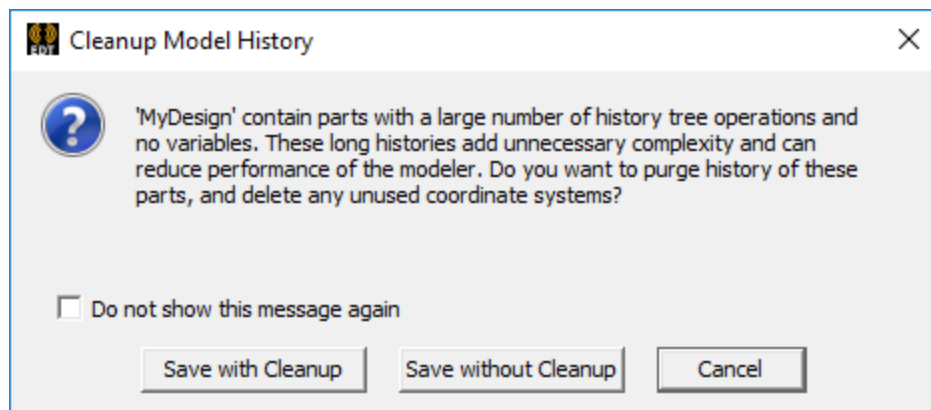 EDT Cleanup Model History
'MyDesign' contain parts with a large number of history tree operations and
no variables. These long histories add unnecessary complexity and can
reduce performance of the modeler. Do you want to purge history of these
parts, and delete any unused coordinate systems?
Do not show this message again
Save with Cleanup Save without Cleanup Cancel